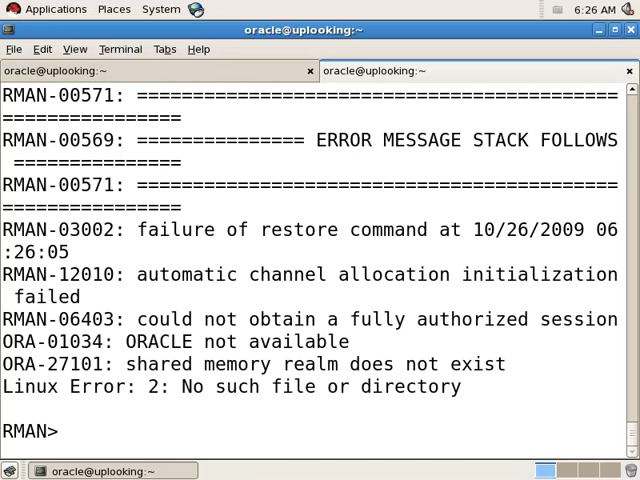 Applications Places System 6:26 AM
oracle@uplooking:~
File Edit View Terminal Tabs Help
oracle@uplooking:~ oracle@uplooking:~
RMAN-00571: ===========================================
================
RMAN-00569: =============== ERROR MESSAGE STACK FOLLOWS
===============
RMAN-00571: ===========================================
================
RMAN-03002: failure of restore command at 10/26/2009 06
:26:05
RMAN-12010: automatic channel allocation initialization
failed
RMAN-06403: could not obtain a fully authorized session
ORA-01034: ORACLE not available
ORA-27101: shared memory realm does not exist
Linux Error: 2: No such file or directory
RMAN>
oracle@uplooking:~